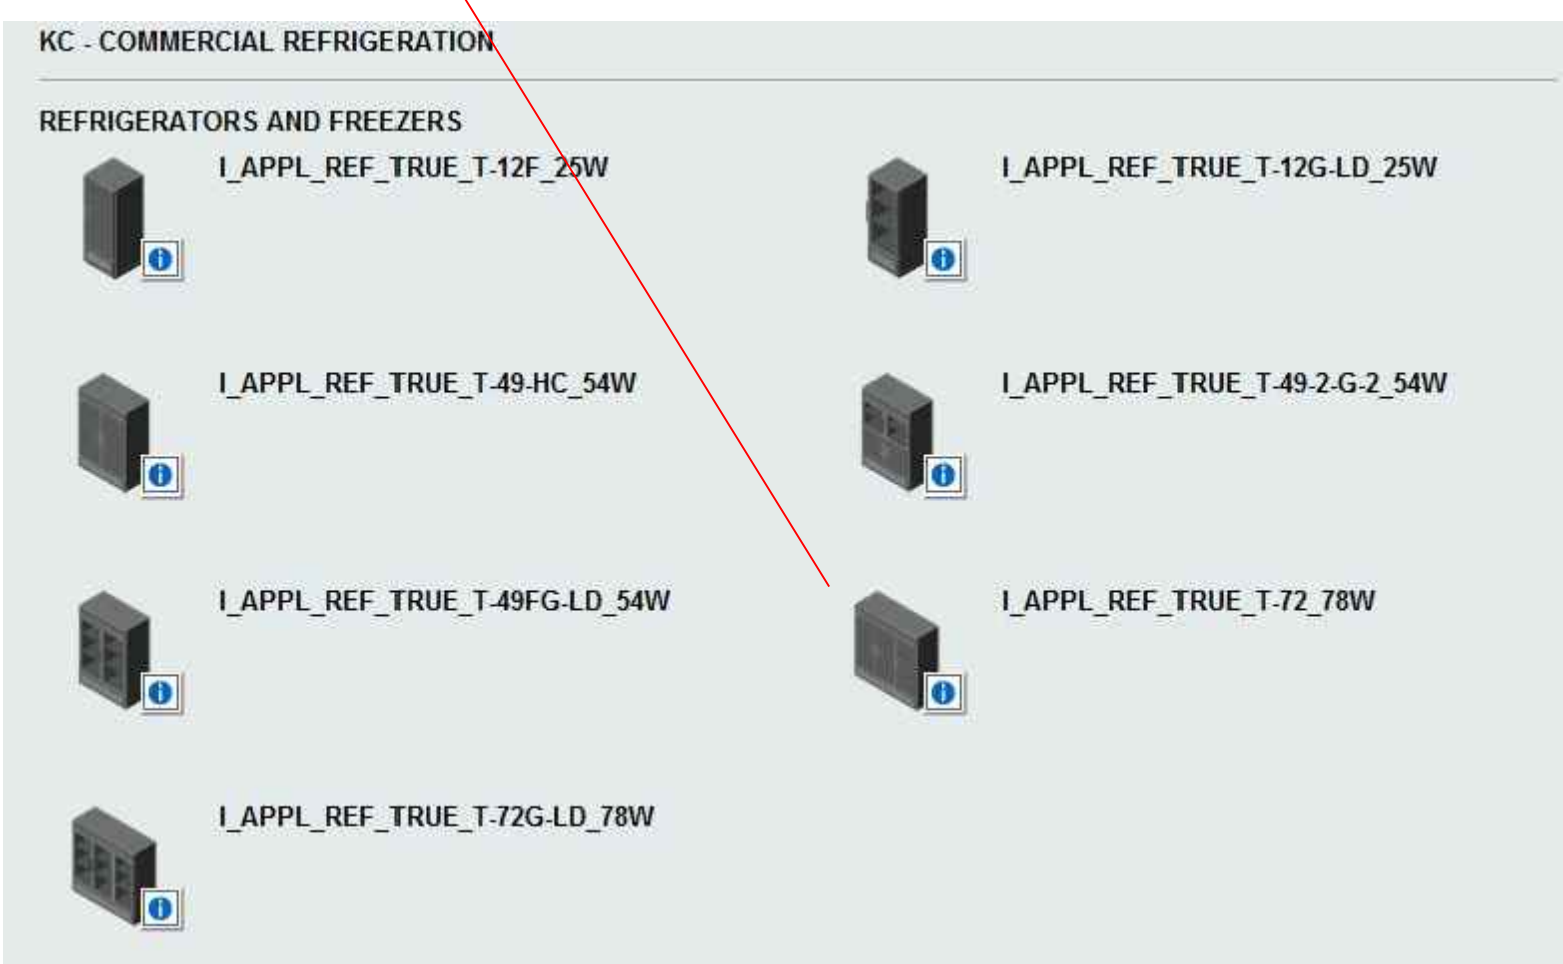 KC - COMMERCIAL REFRIGERATION
REFRIGERATORS AND FREEZERS
I_APPL_REF_TRUE_T-12F_25W
I_APPL_REF_TRUE_T-12G-LD_25W
I_APPL_REF_TRUE_T-49-HC_54W
I_APPL_REF_TRUE_T-49-2-G-2_54W
I_APPL_REF_TRUE_T-49FG-LD_54W
I_APPL_REF_TRUE_T-72_78W
I_APPL_REF_TRUE_T-72G-LD_78W